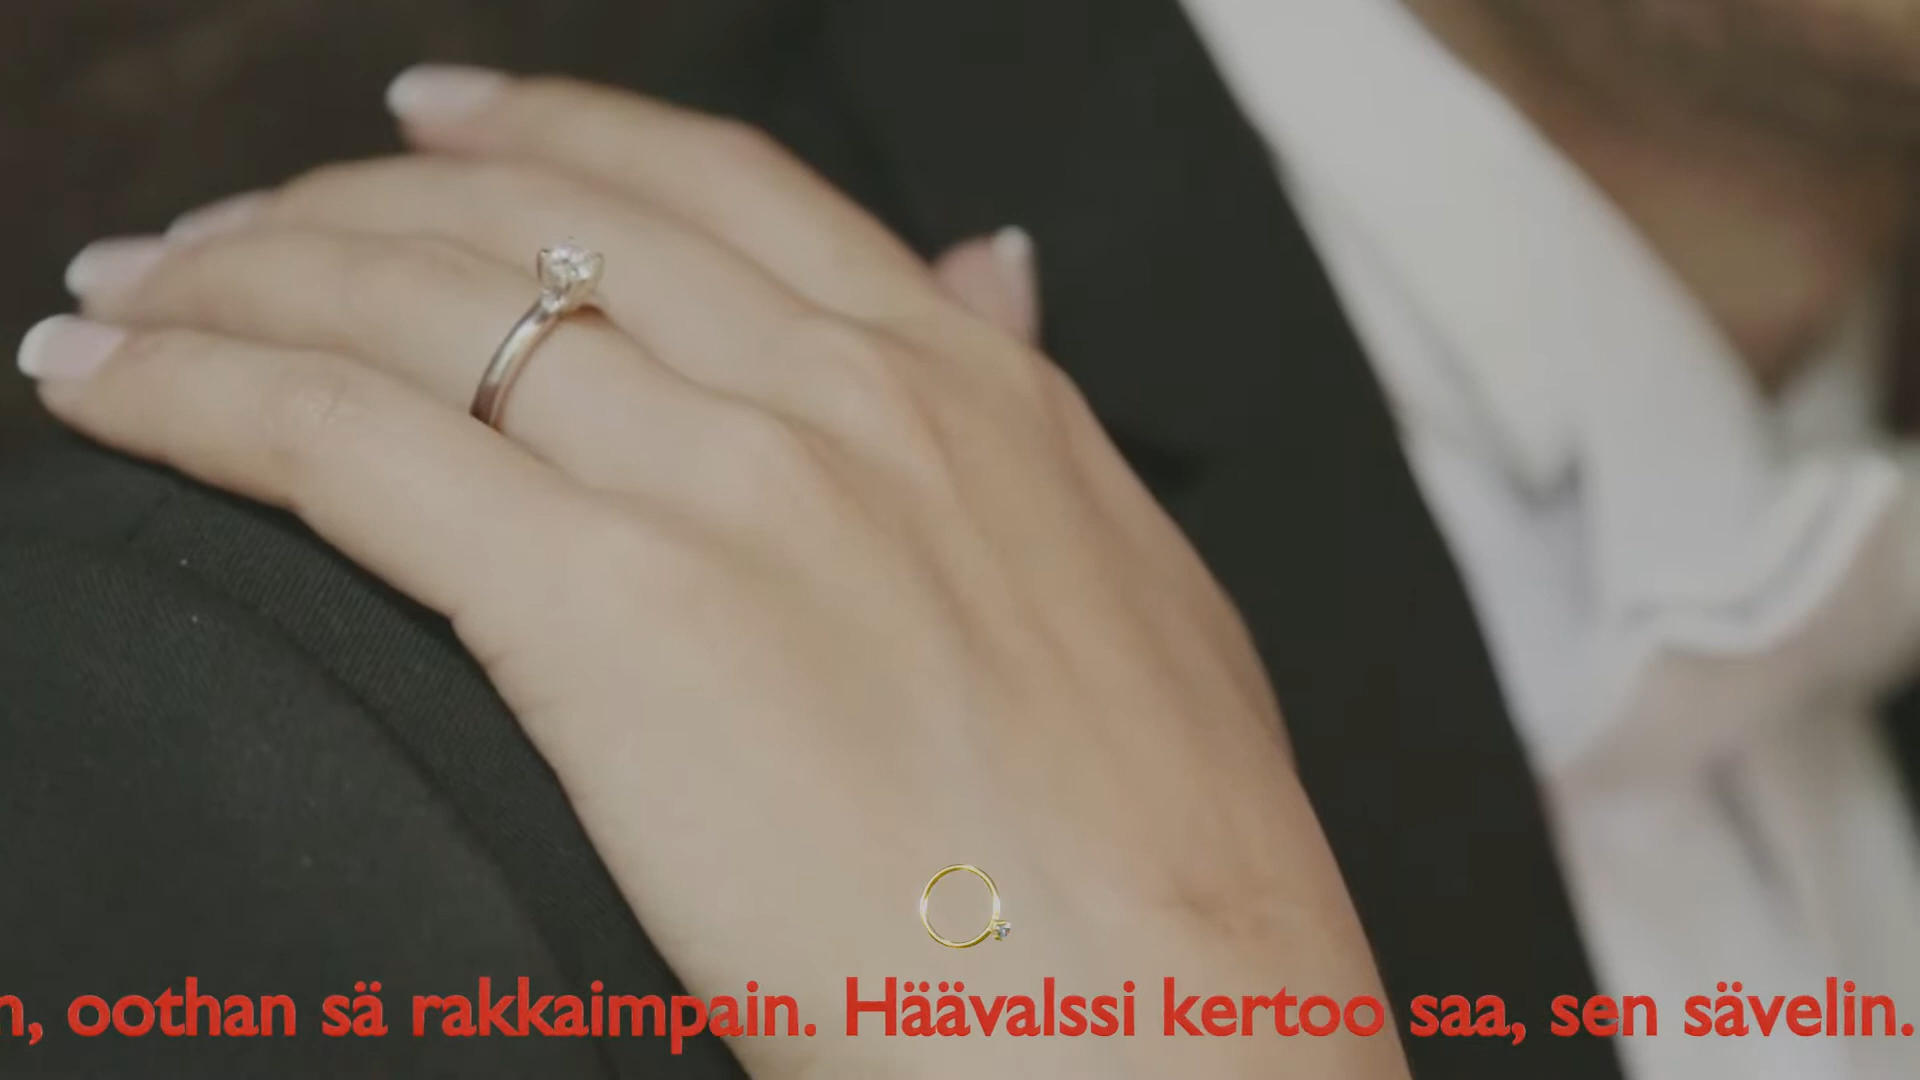 n, oothan sä rakkaimpain. Häävalssi kertoo saa, sen sävelin.